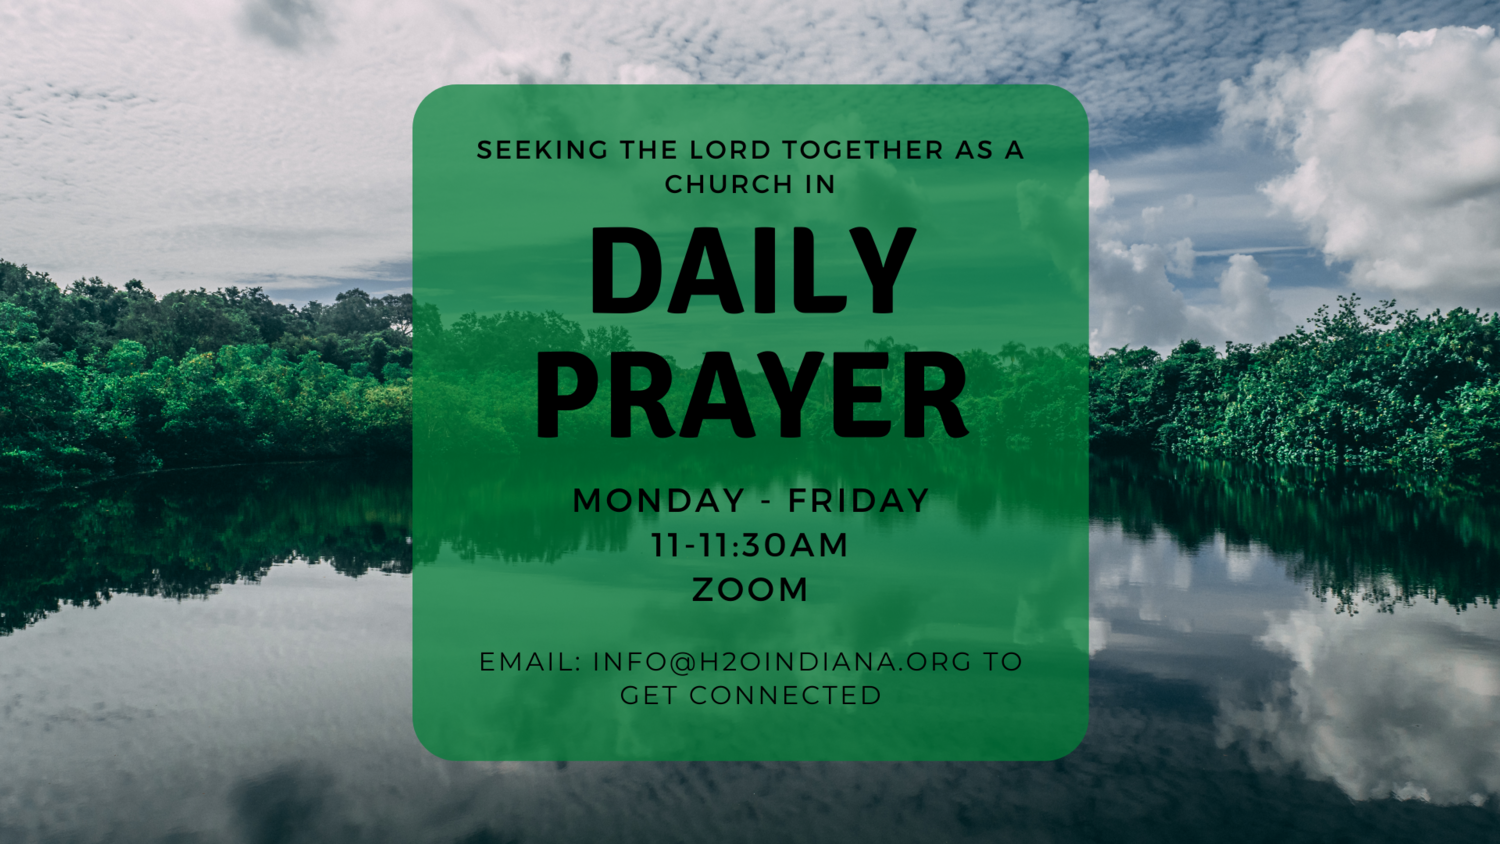 SEEKING THE LORD TOGETHER AS A
CHURCH IN
DAILY
PRAYER
MONDAY - FRIDAY
11-11:30AM
ZOOM
EMAIL: INFO@H2OINDIANA.ORG TO
GET CONNECTED